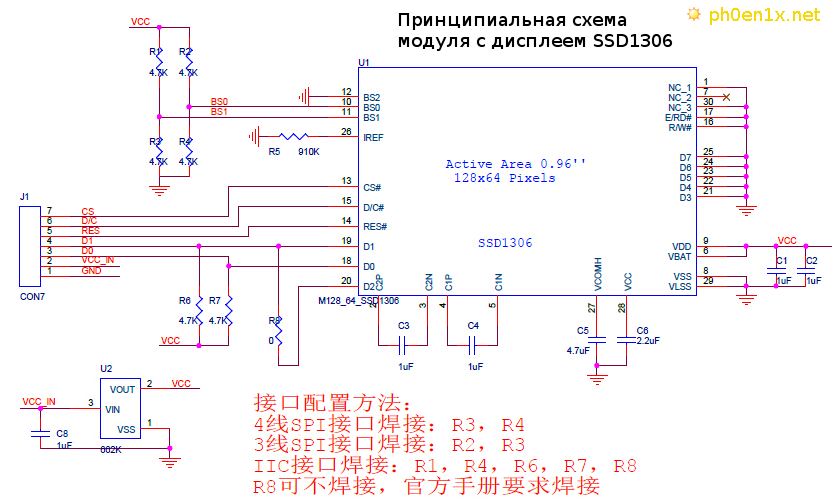 Принципиальная схема
модуля с дисплеем SSD1306
ph0en1x.net
VCC
R1
4.7K
R2
4.7K
BS0
BS1
R3
4.7K
R4
4.7K
R5
910K
U1
12 BS2
10 BS0
11 BS1
26 IREF
13 CS#
15 D/C#
14 RES#
19 D1
18 D0
20 D2
Active Area 0.96''
128x64 Pixels
SSD1306
NC_1 1
NC_2 7
NC_3 30
E/RD# 17
R/W# 16
D7 25
D6 24
D5 23
D4 22
D3 21
VDD 9
VBAT 6
VSS 8
VLSS 29
VCC
C1
1uF
C2
1uF
J1
7 CS
6 D/C
5 RES
4 D1
3 D0
2 VCC_IN
1 GND
CON7
M128_64_SSD1306
C2P
C2N
C1P
C1N
VCOMH
VCC
2
3
4
5
27
28
R6
4.7K
R7
4.7K
VCC
R8
0
C3
1uF
C4
1uF
C5
4.7uF
C6
2.2uF
U2
VCC_IN
3 VIN
VOUT 2
VCC
VSS 1
662K
C8
1uF
接口配置方法：
4线SPI接口焊接：R3，R4
3线SPI接口焊接：R2，R3
IIC接口焊接：R1，R4，R6，R7，R8
R8可不焊接，官方手册要求焊接